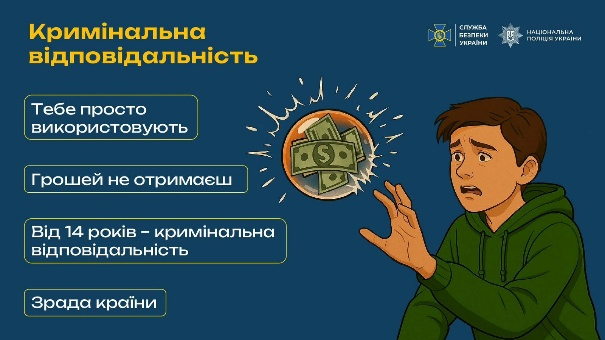 Кримінальна
відповідальність
СЛУЖБА
БЕЗПЕКИ
УКРАЇНИ
НАЦІОНАЛЬНА
ПОЛІЦІЯ УКРАЇНИ
Тебе просто
використовують
Грошей не отримаєш
Від 14 років – кримінальна
відповідальність
Зрада країни